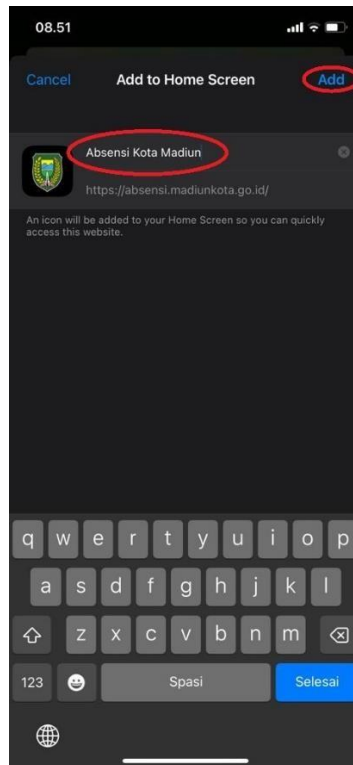 08.51
Cancel Add to Home Screen Add
Absensi Kota Madiun
https://absensi.madiunkota.go.id/
An icon will be added to your Home Screen so you can quickly
access this website.
q w e r t y u i o p
a s d f g h j k l
z x c v b n m
123 Spasi Selesai